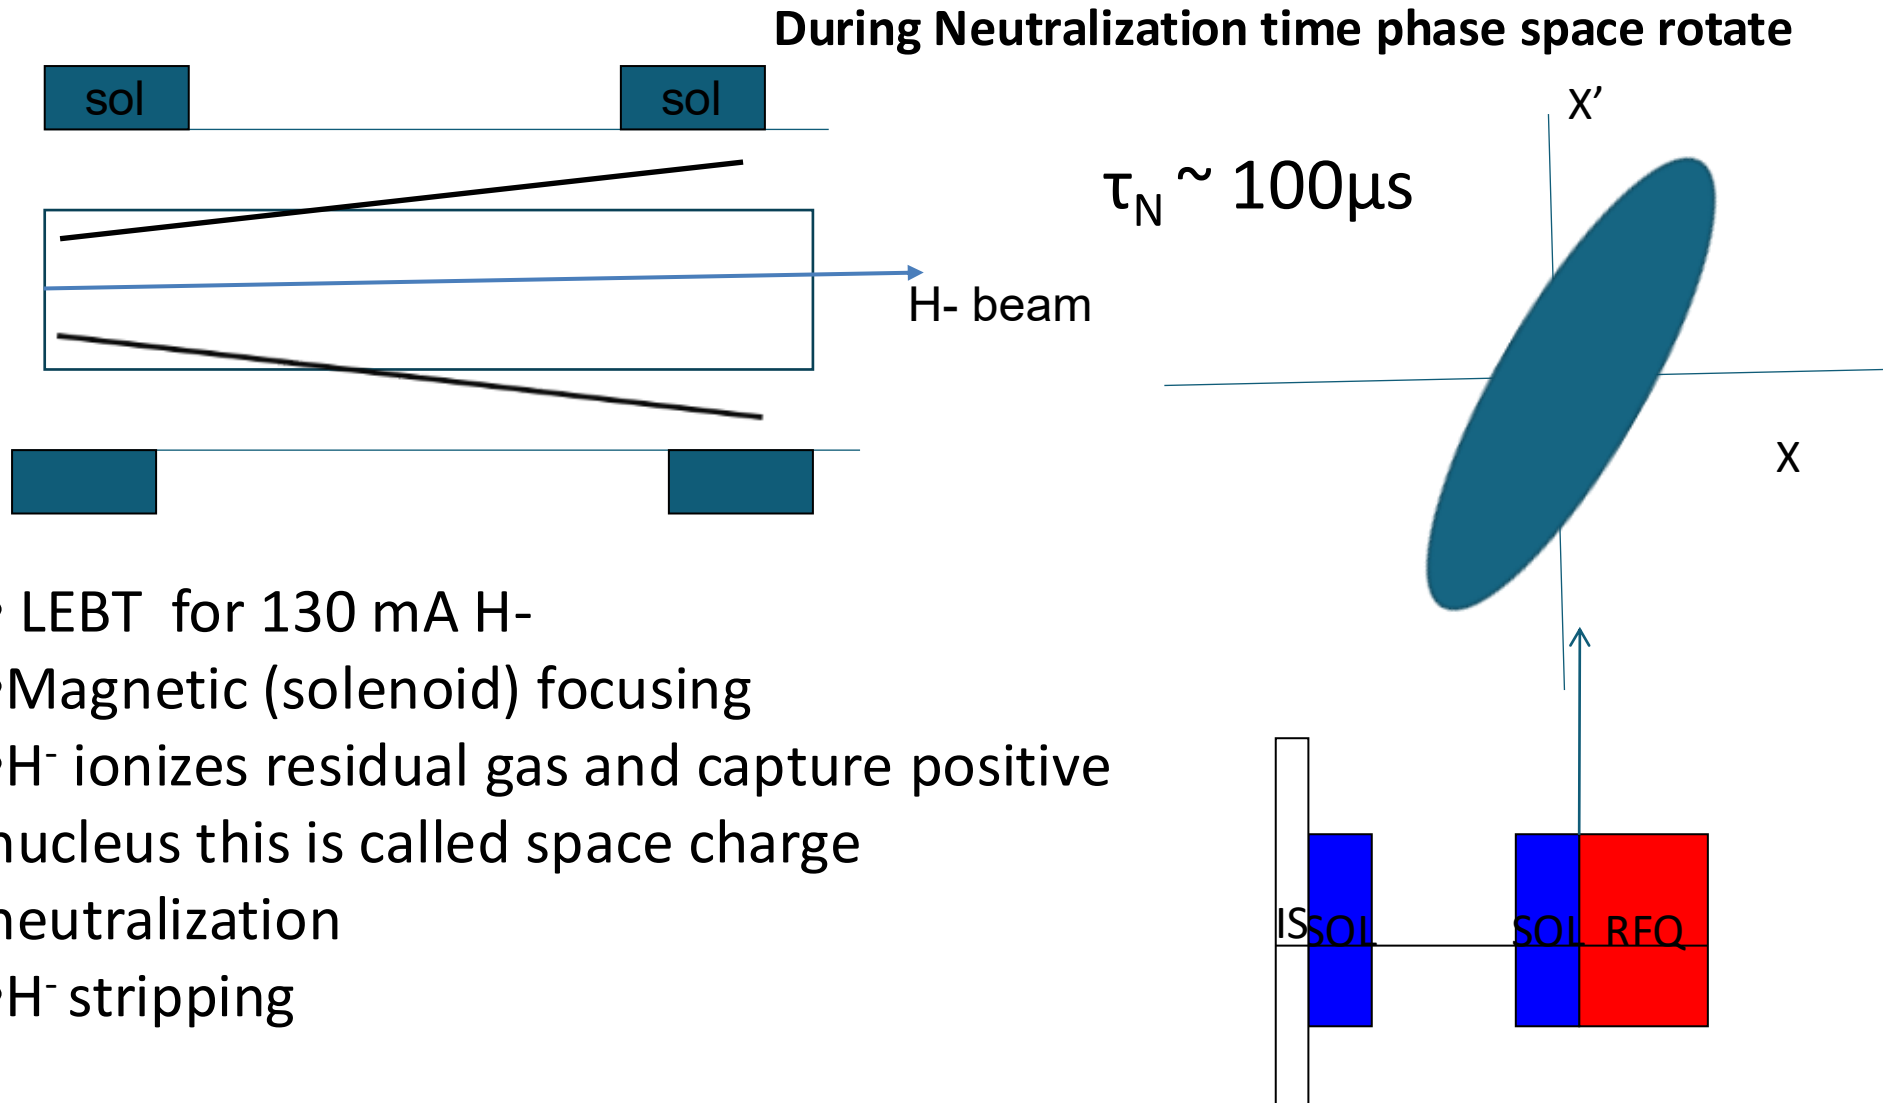 During Neutralization time phase space rotate
sol
sol
X’
τN ~ 100µs
H- beam
X
• LEBT for 130 mA H-
•Magnetic (solenoid) focusing
•H- ionizes residual gas and capture positive
nucleus this is called space charge
neutralization
•H- stripping
IS
SOL
SOL
RFQ